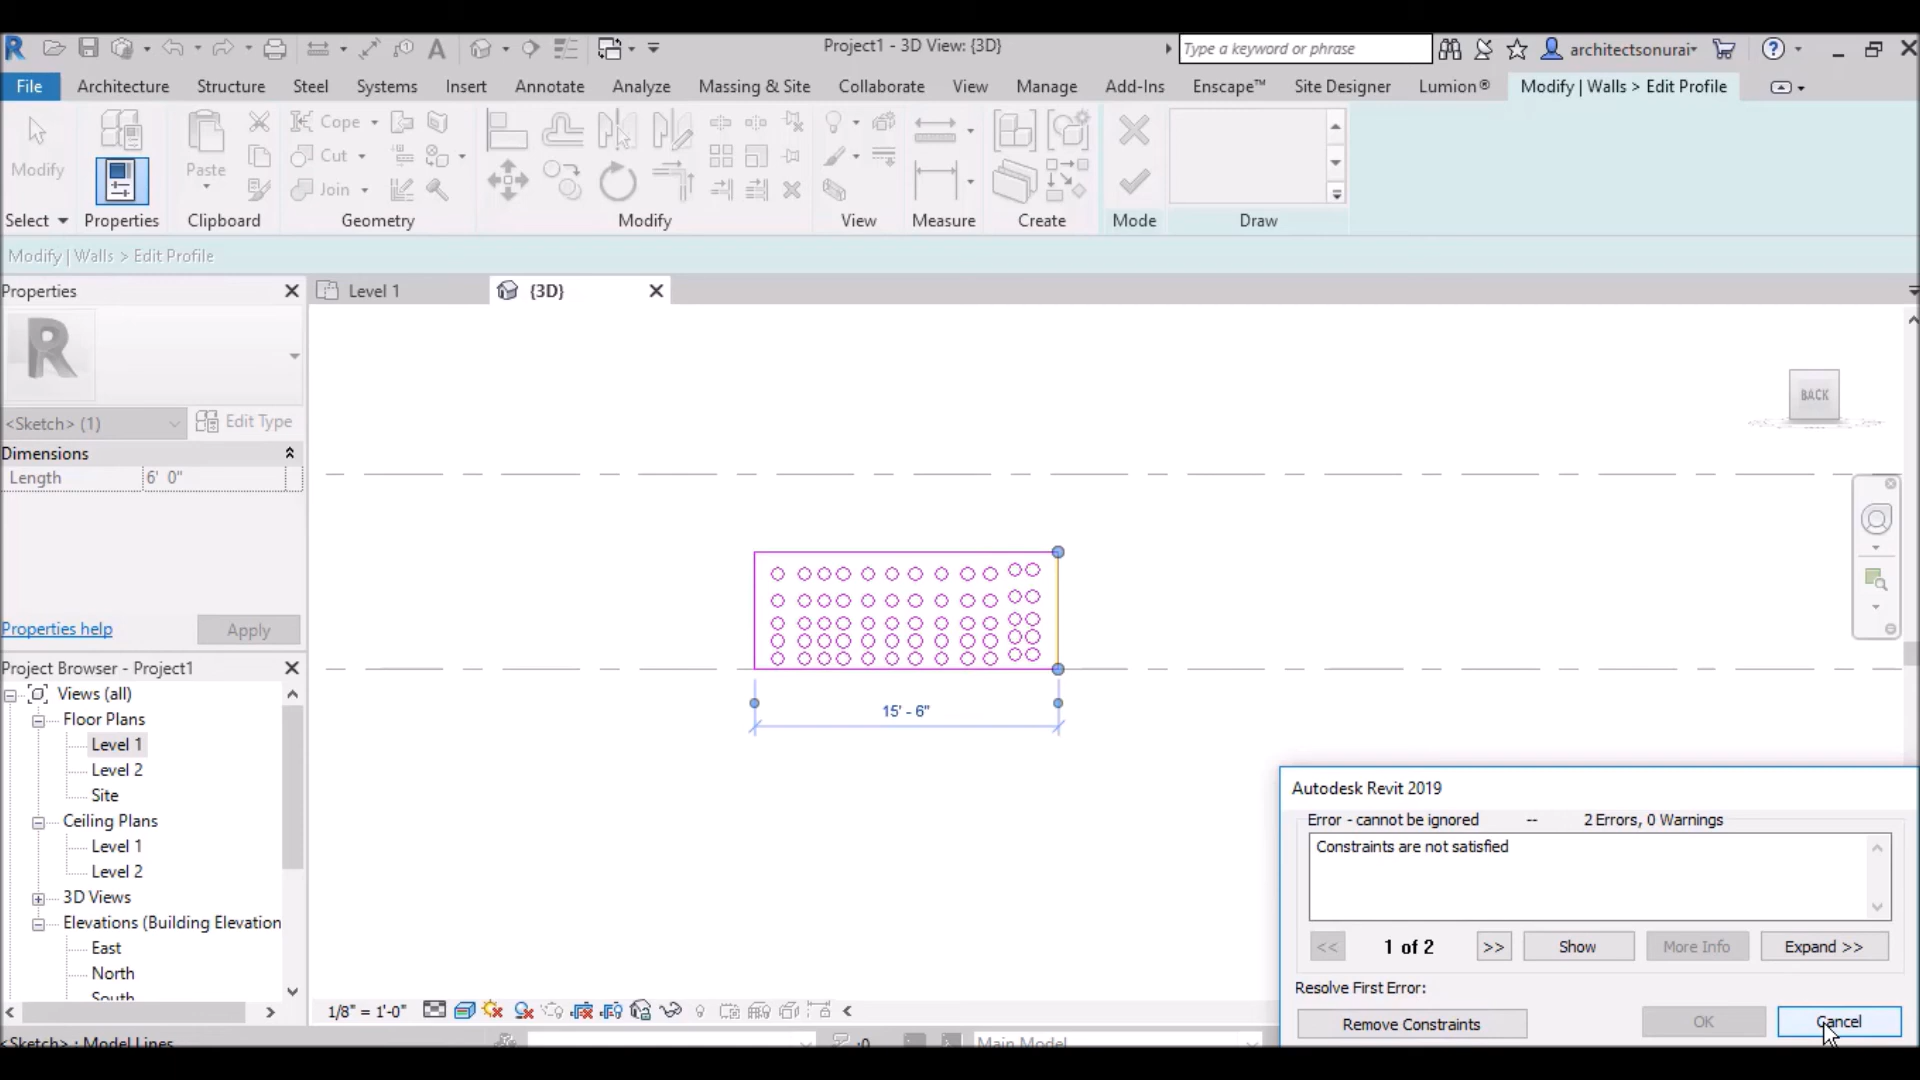 Project1 - 3D View: {3D}
Type a keyword or phrase
architectsonurai
File Architecture Structure Steel Systems Insert Annotate Analyze Massing & Site Collaborate View Manage Add-Ins Enscape™ Site Designer Lumion® Modify | Walls > Edit Profile
Modify
Paste
Cope
Cut
Join
Select Properties Clipboard Geometry Modify View Measure Create Mode Draw
Modify | Walls > Edit Profile
Properties
Level 1
{3D}
<Sketch> (1)
Edit Type
Dimensions
Length 6' 0"
Properties help
Apply
BACK
15' - 6"
Project Browser - Project1
Views (all)
Floor Plans
Level 1
Level 2
Site
Ceiling Plans
Level 1
Level 2
3D Views
Elevations (Building Elevation
East
North
South
1/8" = 1'-0"
<Sketch> : Model Lines
:0
Main Model
Autodesk Revit 2019
Error - cannot be ignored -- 2 Errors, 0 Warnings
Constraints are not satisfied
<< 1 of 2 >> Show More Info Expand >>
Resolve First Error:
Remove Constraints OK Cancel